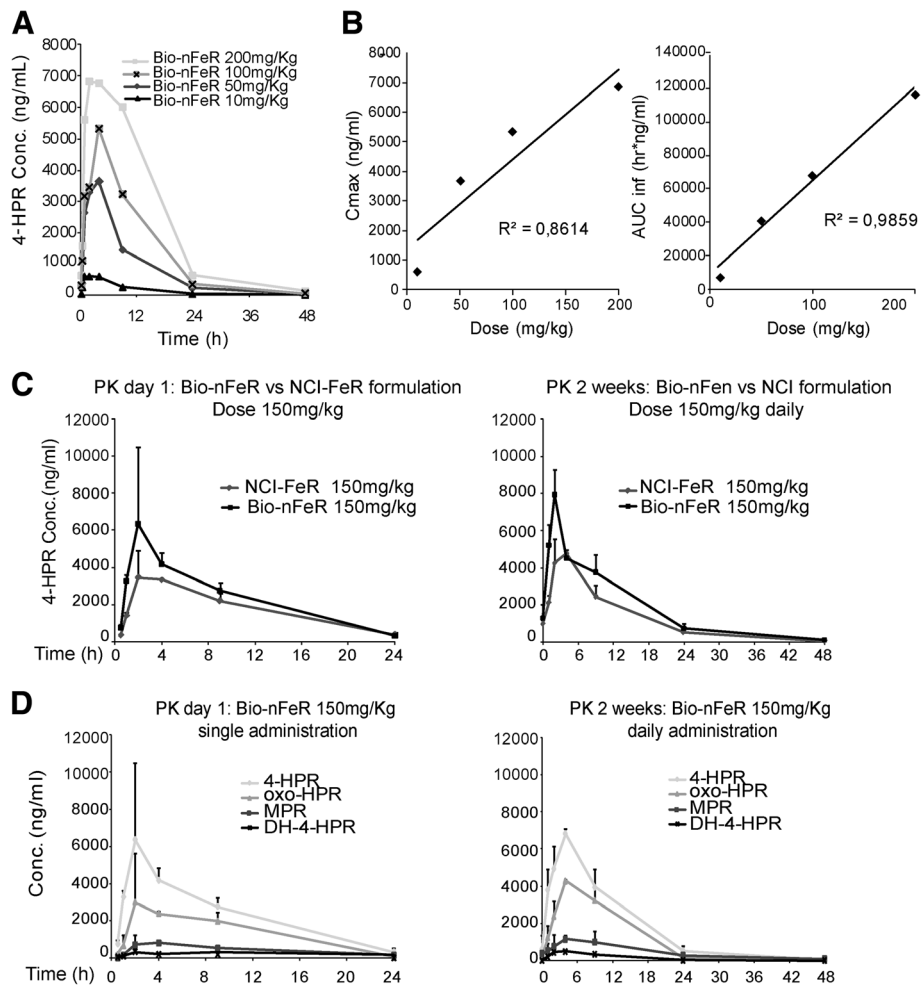 A
4-HPR Conc. (ng/mL)
8000
7000
6000
5000
4000
3000
2000
1000
0
Bio-nFeR 200mg/Kg
Bio-nFeR 100mg/Kg
Bio-nFeR 50mg/Kg
Bio-nFeR 10mg/Kg
0 12 24 36 48
Time (h)
B
Cmax (ng/ml)
8000
7000
6000
5000
4000
3000
2000
1000
0
R² = 0,8614
0 50 100 150 200
Dose (mg/kg)
AUC inf (hr*ng/ml)
140000
120000
100000
80000
60000
40000
20000
0
R² = 0,9859
0 100 200
Dose (mg/kg)
C
PK day 1: Bio-nFeR vs NCI-FeR formulation
Dose 150mg/kg
4-HPR Conc.(ng/ml)
12000
10000
8000
6000
4000
2000
0
NCI-FeR 150mg/kg
Bio-nFeR 150mg/kg
Time (h) 0 4 8 12 16 20 24
PK 2 weeks: Bio-nFen vs NCI formulation
Dose 150mg/kg daily
12000
10000
8000
6000
4000
2000
0
NCI-FeR 150mg/kg
Bio-nFeR 150mg/kg
0 6 12 18 24 30 36 42 48
D
PK day 1: Bio-nFeR 150mg/Kg
single administration
Conc. (ng/ml)
12000
10000
8000
6000
4000
2000
0
4-HPR
oxo-HPR
MPR
DH-4-HPR
Time (h) 0 4 8 12 16 20 24
PK 2 weeks: Bio-nFeR 150mg/Kg
daily administration
12000
10000
8000
6000
4000
2000
0
4-HPR
oxo-HPR
MPR
DH-4-HPR
0 6 12 18 24 30 36 42 48